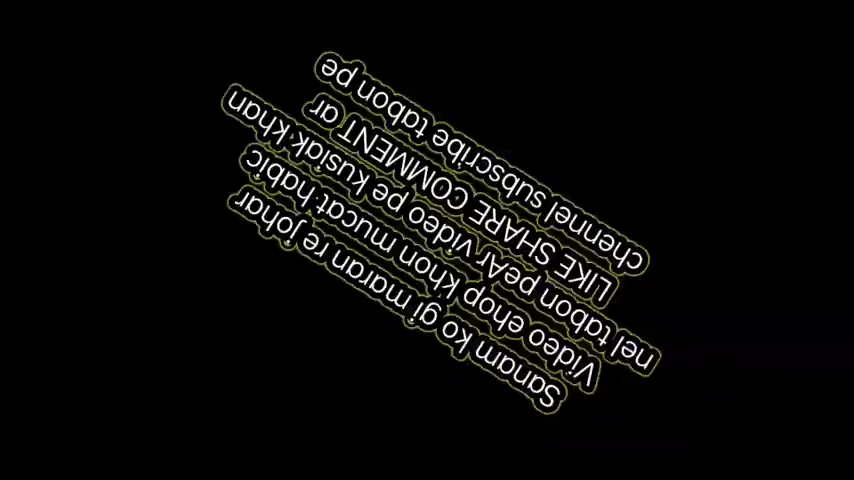 Sanam ko gi maran re johar
Video ehop khon mucat habic
nel tabon peAr video pe kusiak khan
LIKE SHARE COMMENT ar
chennel subscribe tabon pe